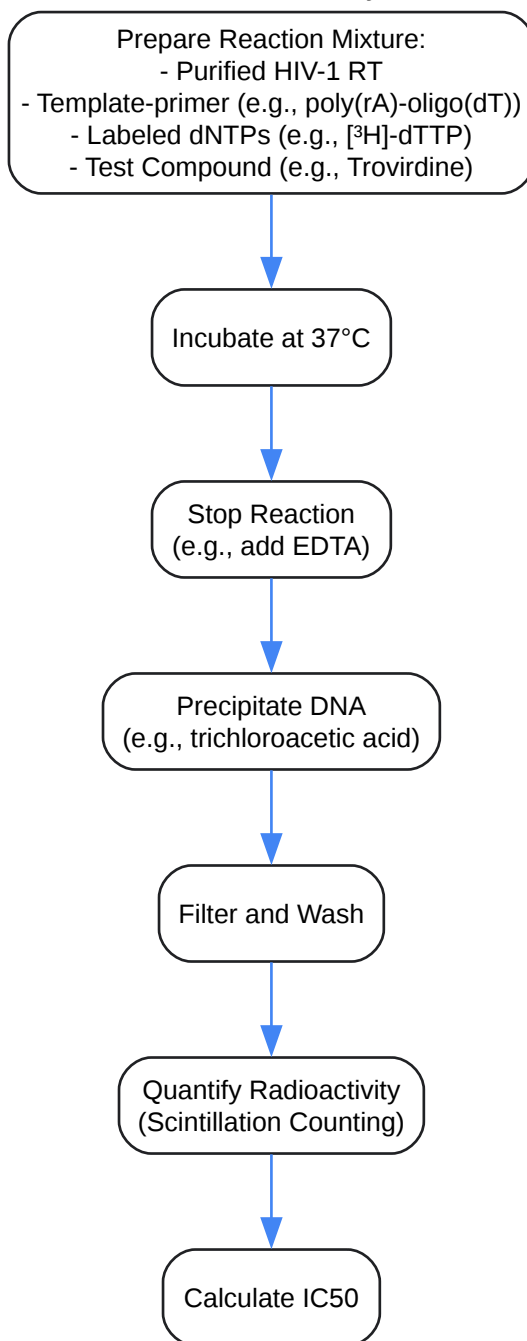 Prepare Reaction Mixture:
- Purified HIV-1 RT
- Template-primer (e.g., poly(rA)-oligo(dT))
- Labeled dNTPs (e.g., [³H]-dTTP)
- Test Compound (e.g., Trovirdine)
Incubate at 37°C
Stop Reaction
(e.g., add EDTA)
Precipitate DNA
(e.g., trichloroacetic acid)
Filter and Wash
Quantify Radioactivity
(Scintillation Counting)
Calculate IC50